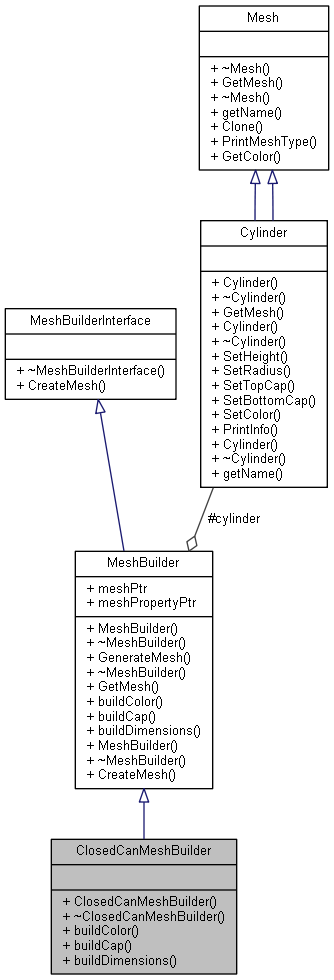 Mesh
+ ~Mesh()
+ GetMesh()
+ ~Mesh()
+ getName()
+ Clone()
+ PrintMeshType()
+ GetColor()
Cylinder
+ Cylinder()
+ ~Cylinder()
+ GetMesh()
+ Cylinder()
+ ~Cylinder()
+ SetHeight()
+ SetRadius()
+ SetTopCap()
+ SetBottomCap()
+ SetColor()
+ PrintInfo()
+ Cylinder()
+ ~Cylinder()
+ getName()
MeshBuilderInterface
+ ~MeshBuilderInterface()
+ CreateMesh()
#cylinder
MeshBuilder
+ meshPtr
+ meshPropertyPtr
+ MeshBuilder()
+ ~MeshBuilder()
+ GenerateMesh()
+ ~MeshBuilder()
+ GetMesh()
+ buildColor()
+ buildCap()
+ buildDimensions()
+ MeshBuilder()
+ ~MeshBuilder()
+ CreateMesh()
ClosedCanMeshBuilder
+ ClosedCanMeshBuilder()
+ ~ClosedCanMeshBuilder()
+ buildColor()
+ buildCap()
+ buildDimensions()